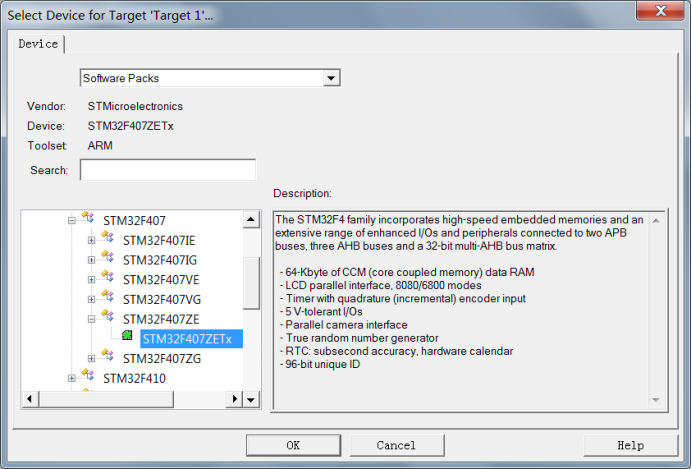 Select Device for Target 'Target 1'...
Device
Software Packs
Vendor: STMicroelectronics
Device: STM32F407ZETx
Toolset: ARM
Search:
Description:
STM32F407
STM32F407IE
STM32F407IG
STM32F407VE
STM32F407VG
STM32F407ZE
STM32F407ZETx
STM32F407ZG
STM32F410
The STM32F4 family incorporates high-speed embedded memories and an
extensive range of enhanced I/Os and peripherals connected to two APB
buses, three AHB buses and a 32-bit multi-AHB bus matrix.
- 64-Kbyte of CCM (core coupled memory) data RAM
- LCD parallel interface, 8080/6800 modes
- Timer with quadrature (incremental) encoder input
- 5 V-tolerant I/Os
- Parallel camera interface
- True random number generator
- RTC: subsecond accuracy, hardware calendar
- 96-bit unique ID
OK
Cancel
Help